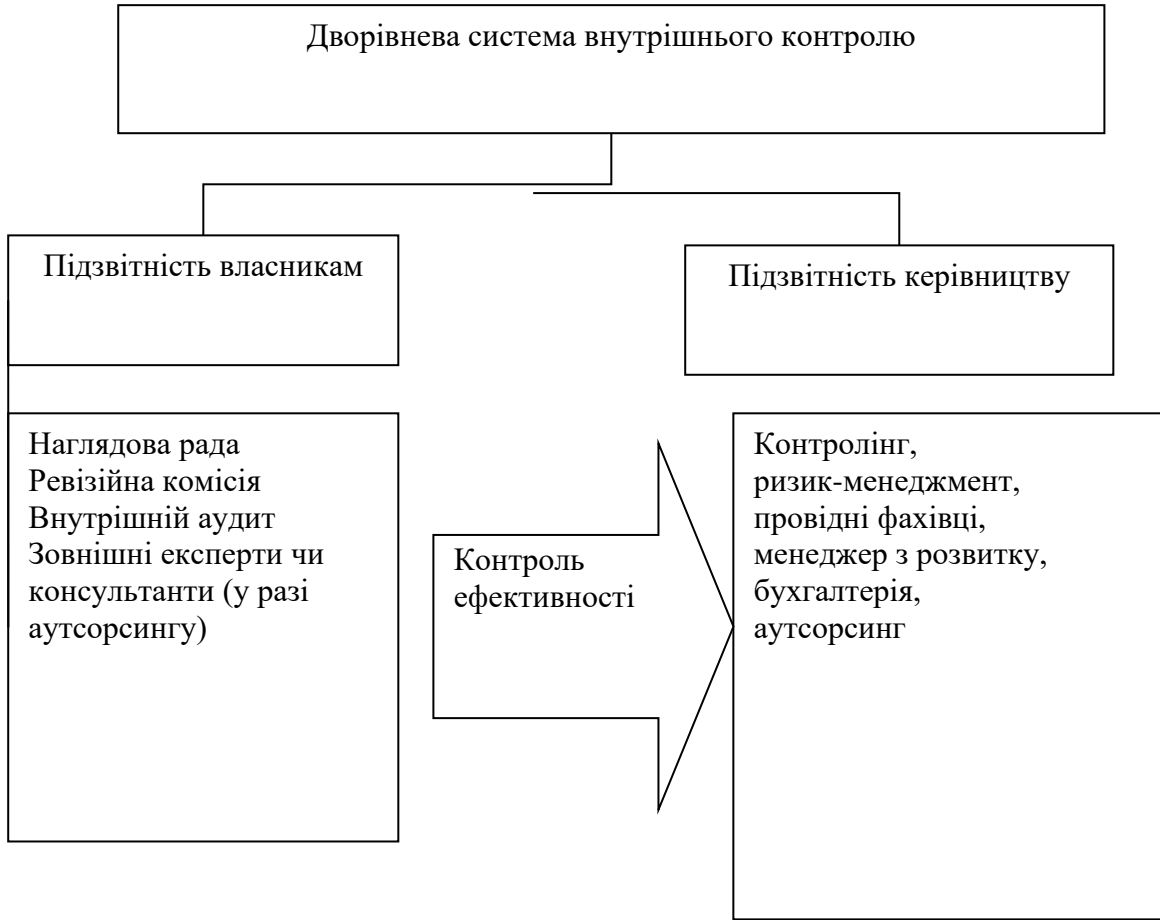 Дворівнева система внутрішнього контролю
Підзвітність власникам
Підзвітність керівництву
Наглядова рада
Ревізійна комісія
Внутрішній аудит
Зовнішні експерти чи
консультанти (у разі
аутсорсингу)
Контроль
ефективності
Контролінг,
ризик-менеджмент,
провідні фахівці,
менеджер з розвитку,
бухгалтерія,
аутсорсинг